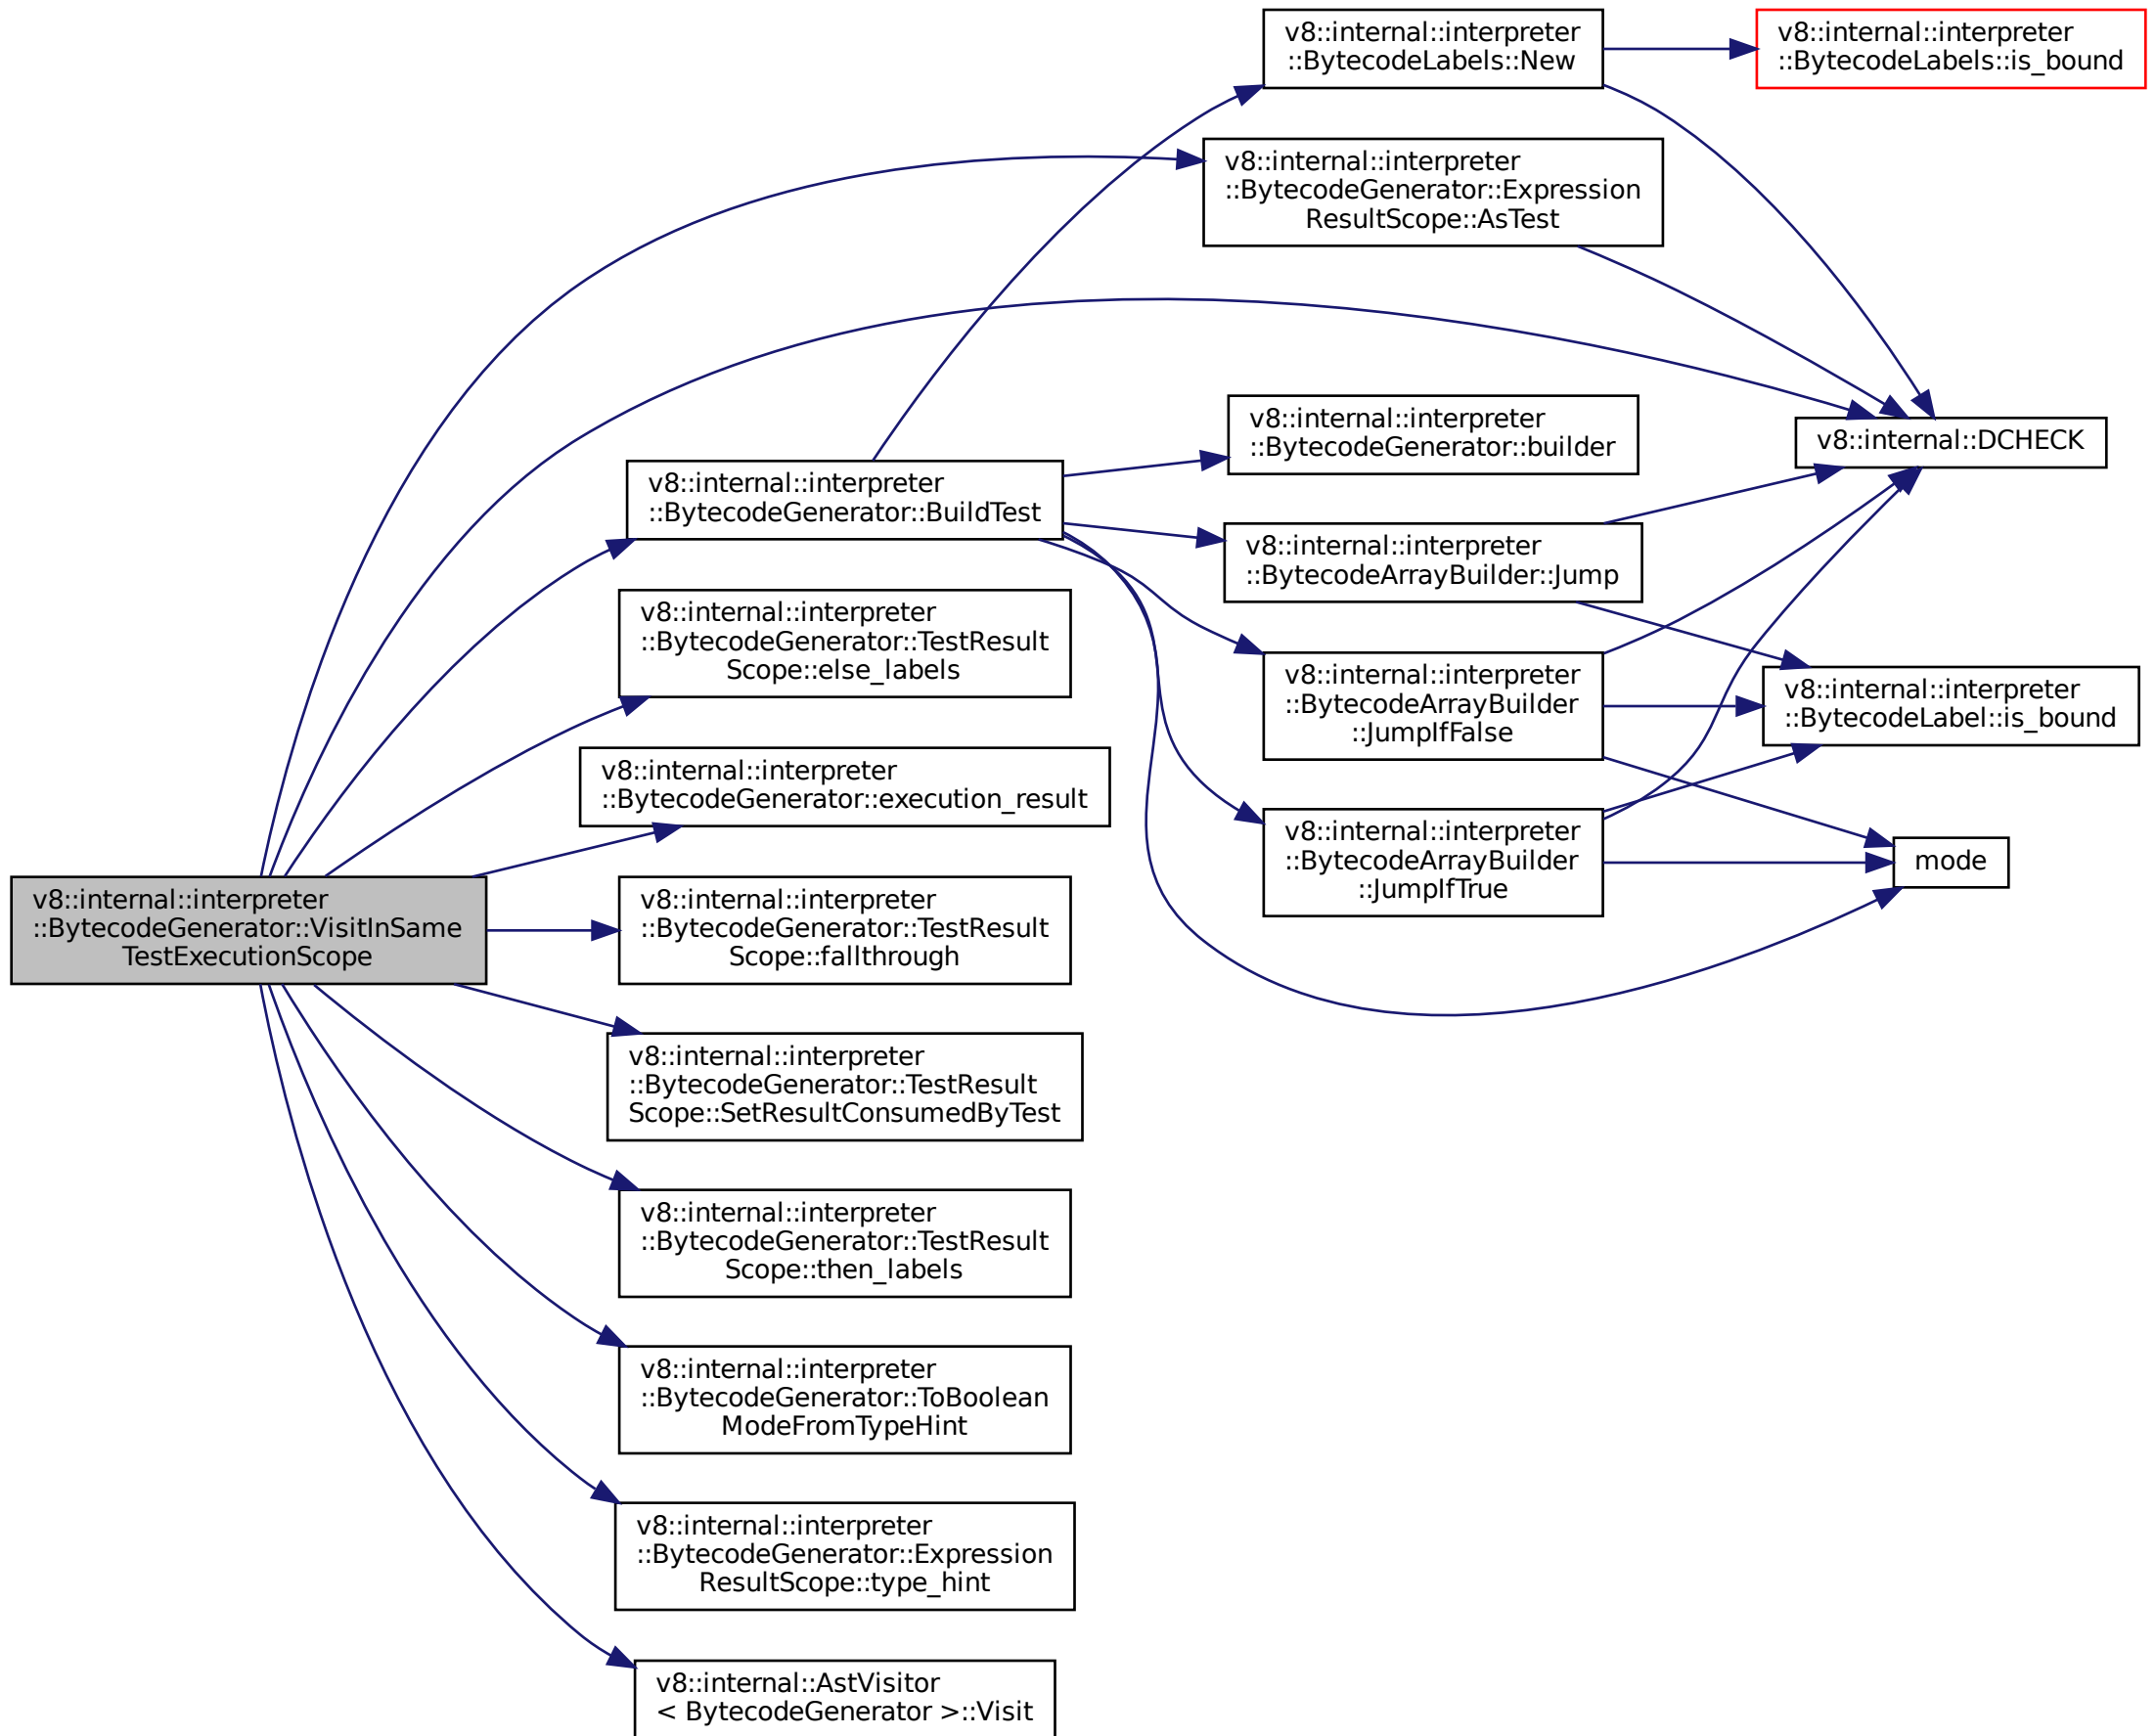 v8::internal::interpreter
::BytecodeLabels::New
v8::internal::interpreter
::BytecodeLabels::is_bound
v8::internal::interpreter
::BytecodeGenerator::Expression
ResultScope::AsTest
v8::internal::interpreter
::BytecodeGenerator::builder
v8::internal::DCHECK
v8::internal::interpreter
::BytecodeGenerator::BuildTest
v8::internal::interpreter
::BytecodeArrayBuilder::Jump
v8::internal::interpreter
::BytecodeGenerator::TestResult
Scope::else_labels
v8::internal::interpreter
::BytecodeArrayBuilder
::JumpIfFalse
v8::internal::interpreter
::BytecodeLabel::is_bound
v8::internal::interpreter
::BytecodeGenerator::execution_result
v8::internal::interpreter
::BytecodeArrayBuilder
::JumpIfTrue
mode
v8::internal::interpreter
::BytecodeGenerator::VisitInSame
TestExecutionScope
v8::internal::interpreter
::BytecodeGenerator::TestResult
Scope::fallthrough
v8::internal::interpreter
::BytecodeGenerator::TestResult
Scope::SetResultConsumedByTest
v8::internal::interpreter
::BytecodeGenerator::TestResult
Scope::then_labels
v8::internal::interpreter
::BytecodeGenerator::ToBoolean
ModeFromTypeHint
v8::internal::interpreter
::BytecodeGenerator::Expression
ResultScope::type_hint
v8::internal::AstVisitor
< BytecodeGenerator >::Visit